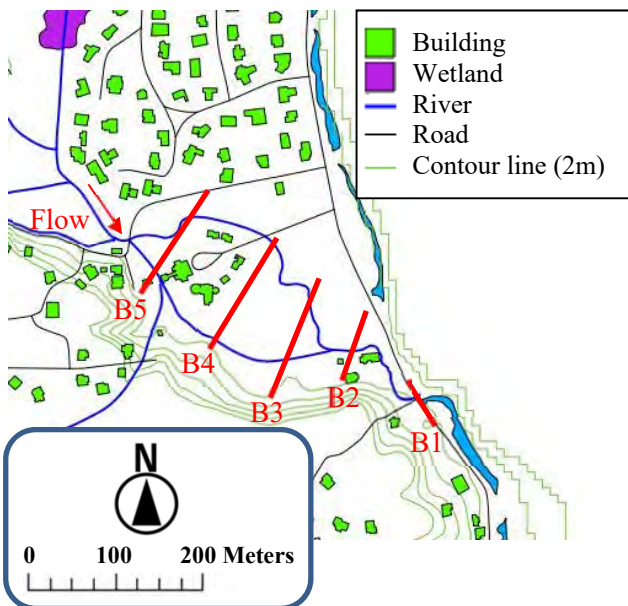 Building
Wetland
River
Road
Contour line (2m)
Flow
B5
B4
B3
B2
B1
N
0 100 200 Meters